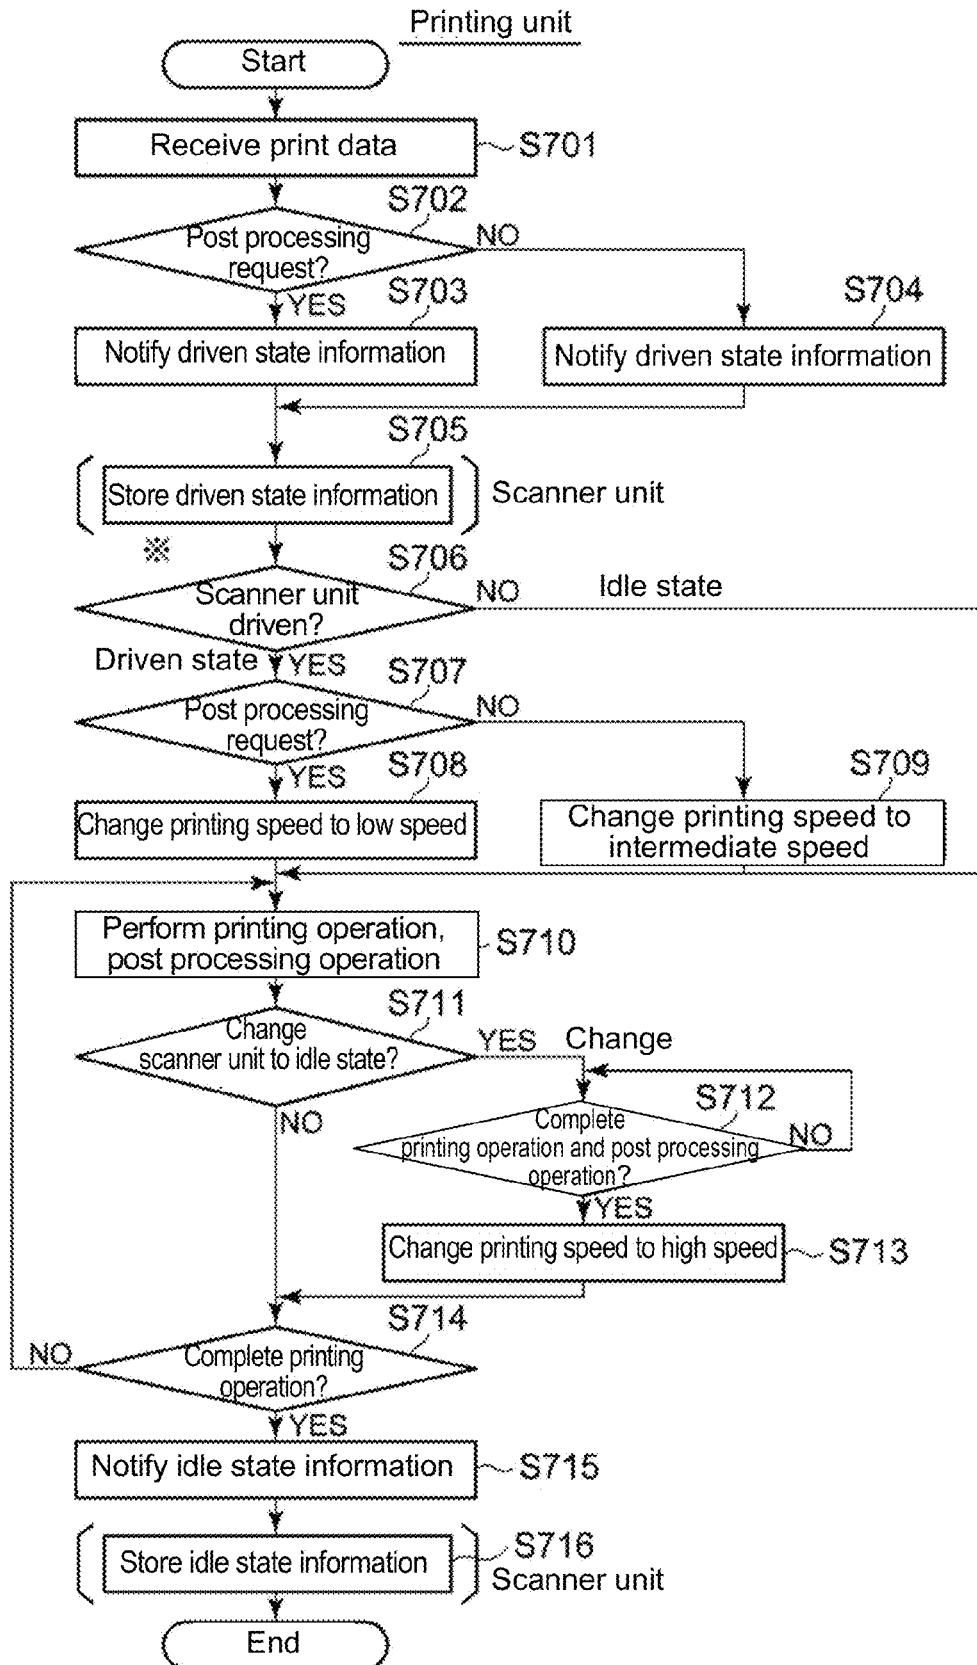 Printing unit
Start
Receive print data
S701
S702
Post processing
request?
NO
YES
S703
S704
Notify driven state information
Notify driven state information
S705
Store driven state information
Scanner unit
※
S706
Scanner unit
driven?
NO
Idle state
Driven state
YES
S707
Post processing
request?
NO
YES
S708
S709
Change printing speed to low speed
Change printing speed to
intermediate speed
Perform printing operation,
post processing operation
S710
S711
Change
scanner unit to idle state?
YES
Change
NO
S712
Complete
printing operation and post processing
operation?
NO
YES
Change printing speed to high speed
S713
S714
Complete printing
operation?
NO
YES
Notify idle state information
S715
Store idle state information
S716
Scanner unit
End